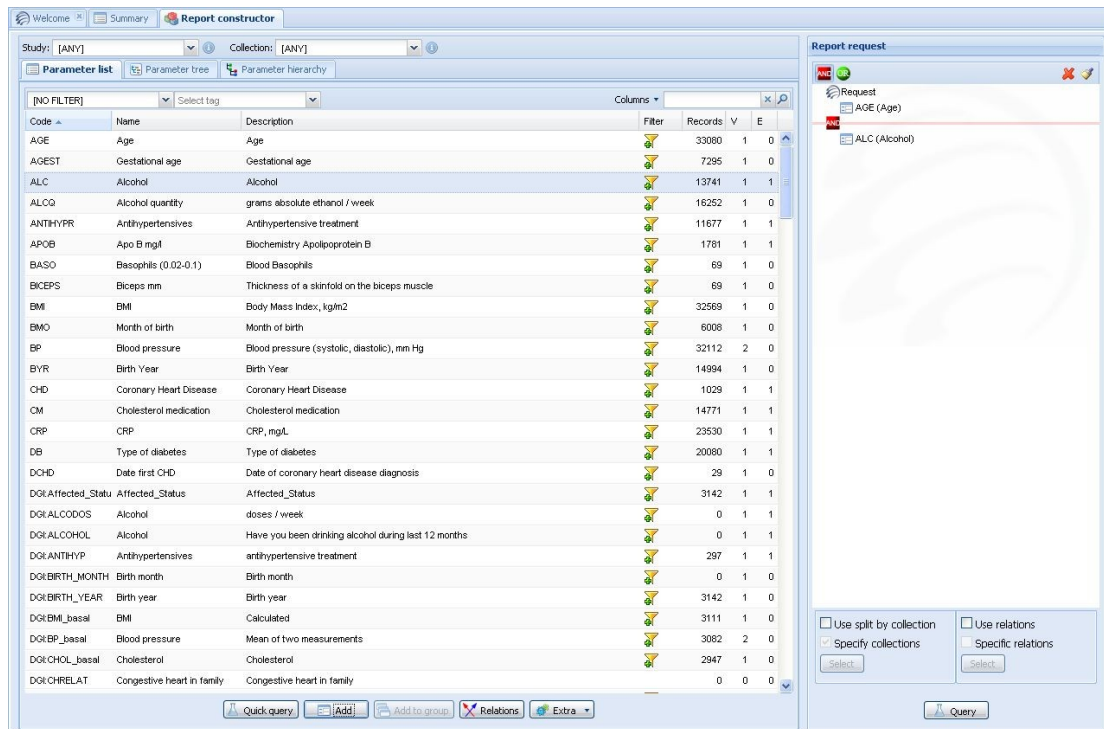 Welcome Summary Report constructor
Study: [ANY] Collection: [ANY]
Parameter list Parameter tree Parameter hierarchy
[NO FILTER] Select tag Columns
Code Name Description Filter Records V E
AGE Age Age 33080 1 0
AGEST Gestational age Gestational age 7295 1 0
ALC Alcohol Alcohol 13741 1 1
ALCQ Alcohol quantity grams absolute ethanol / week 16252 1 0
ANTIHYPR Antihypertensives Antihypertensive treatment 11677 1 1
APOB Apo B mg/l Biochemistry Apolipoprotein B 1781 1 1
BASO Basophils (0.02-0.1) Blood Basophils 69 1 0
BICEPS Biceps mm Thickness of a skinfold on the biceps muscle 69 1 0
BMI BMI Body Mass Index, kg/m2 32569 1 0
BMO Month of birth Month of birth 6008 1 0
BP Blood pressure Blood pressure (systolic, diastolic), mm Hg 32112 2 0
BYR Birth Year Birth Year 14994 1 0
CHD Coronary Heart Disease Coronary Heart Disease 1029 1 1
CM Cholesterol medication Cholesterol medication 14771 1 1
CRP CRP CRP, mg/L 23530 1 1
DB Type of diabetes Type of diabetes 20080 1 1
DCHD Date first CHD Date of coronary heart disease diagnosis 29 1 0
DGI:Affected_Statu Affected_Status Affected_Status 3142 1 1
DGI:ALCODOS Alcohol doses / week 0 1 1
DGI:ALCOHOL Alcohol Have you been drinking alcohol during last 12 months 0 1 1
DGI:ANTIHYP Antihypertensives antihypertensive treatment 297 1 1
DGI:BIRTH_MONTH Birth month Birth month 0 1 0
DGI:BIRTH_YEAR Birth year Birth year 3142 1 0
DGI:BMI_basal BMI Calculated 3111 1 0
DGI:BP_basal Blood pressure Mean of two measurements 3082 2 0
DGI:CHOL_basal Cholesterol Cholesterol 2947 1 0
DGI:CHRELAT Congestive heart in family Congestive heart in family 0 0 0
Quick query Add Add to group Relations Extra
Report request
AND OR
Request
AGE (Age)
AND
ALC (Alcohol)
Use split by collection Use relations
Specify collections Specific relations
Select Select
Query